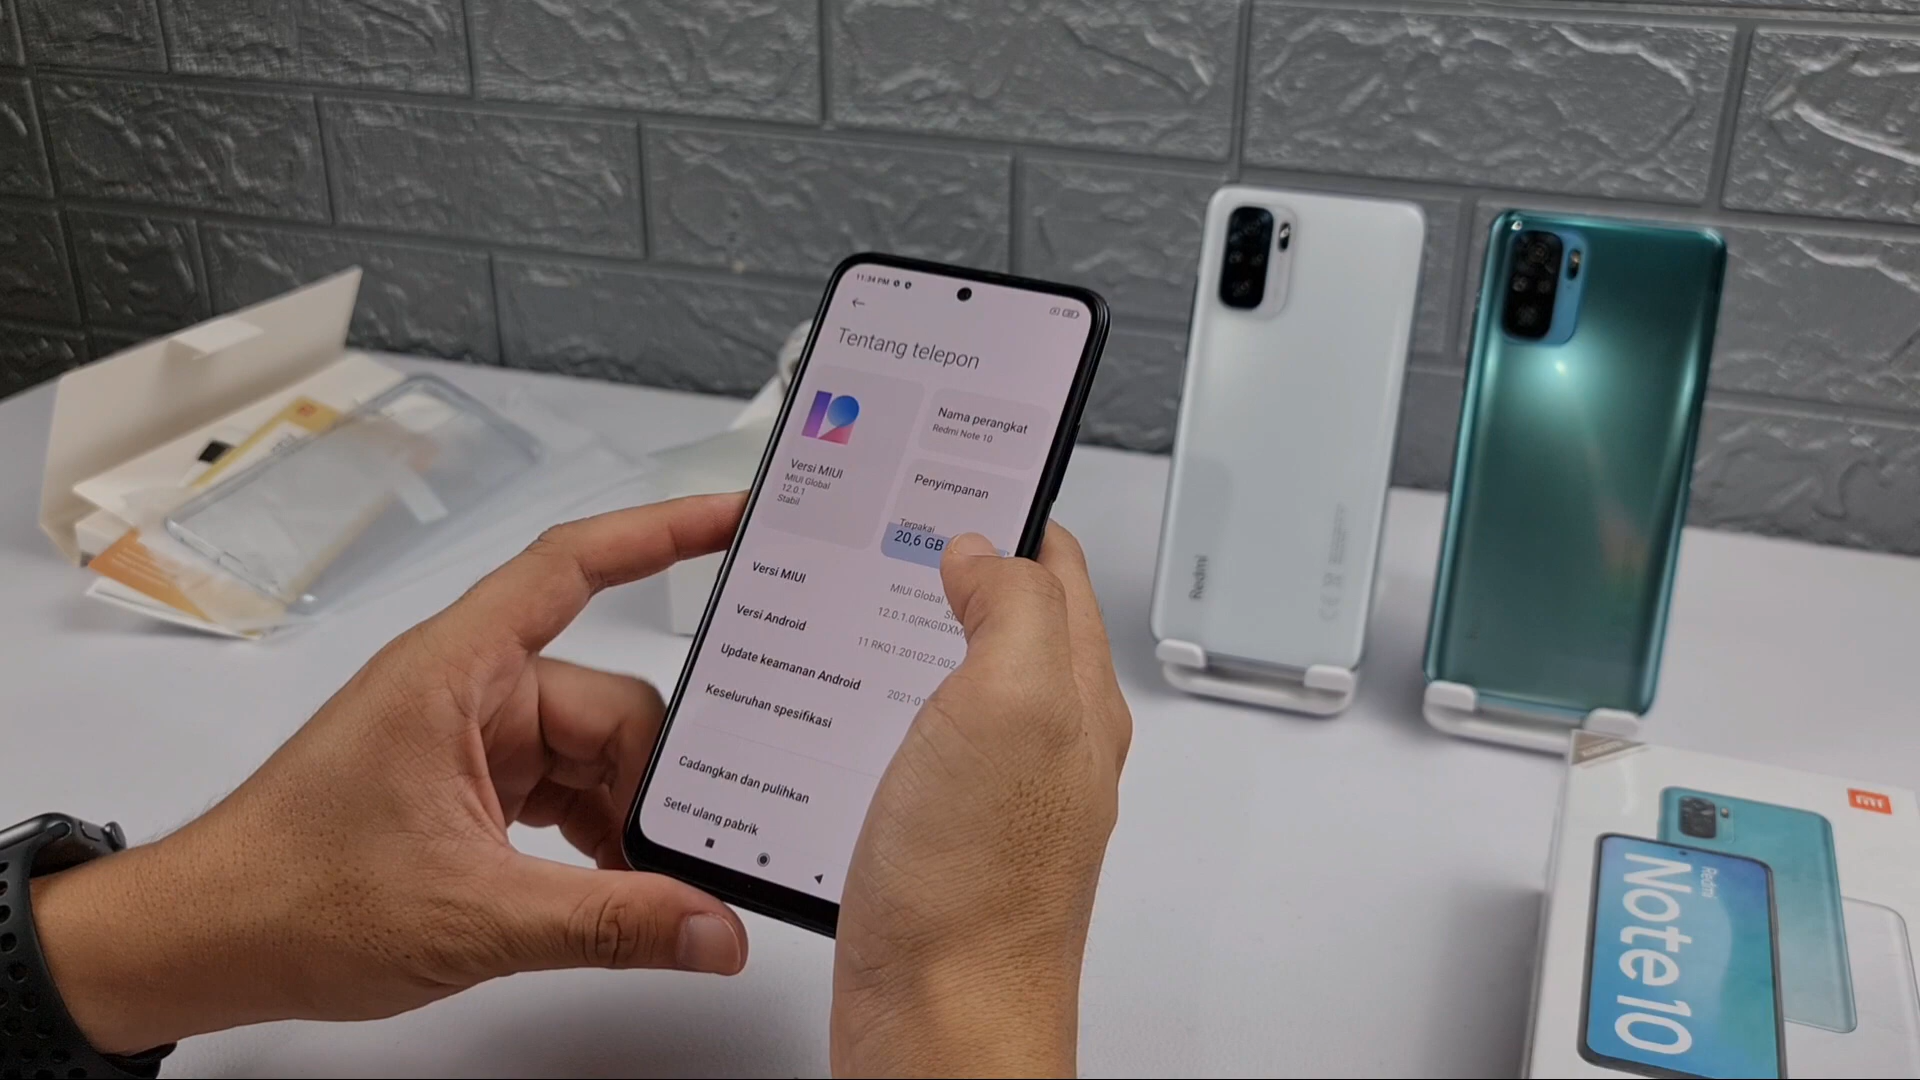 11:34 PM
Tentang telepon
Versi MIUI
MIUI Global
12.0.1
Stabil
Nama perangkat
Redmi Note 10
Penyimpanan
Terpakai
20,6 GB
Versi MIUI
MIUI Global
12.0.1.0(RKGIDXM
Versi Android
11 RKQ1.201022.002
Update keamanan Android
2021-01
Keseluruhan spesifikasi
Cadangkan dan pulihkan
Setel ulang pabrik
Redmi
Redmi
Note 10